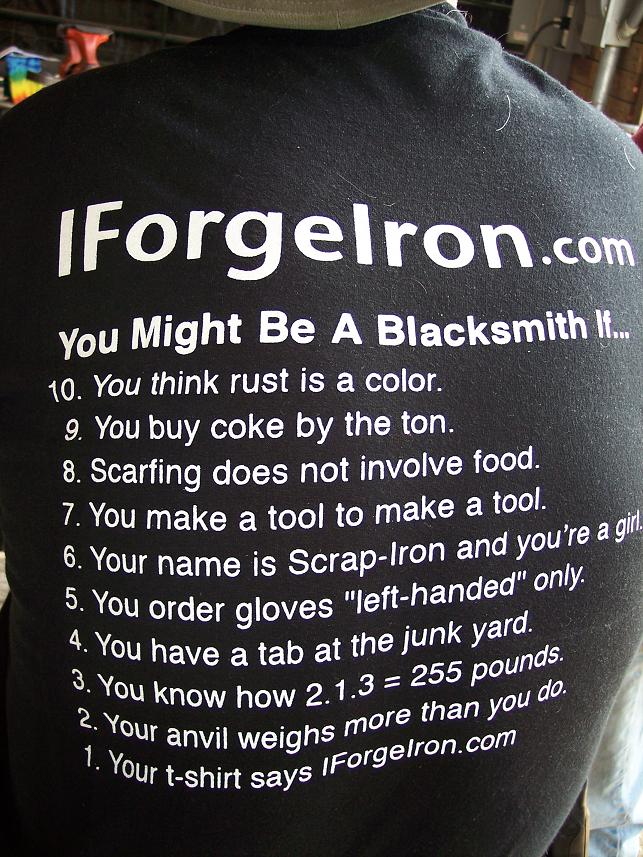 IForgeIron.com
You Might Be A Blacksmith If...
10. You think rust is a color.
9. You buy coke by the ton.
8. Scarfing does not involve food.
7. You make a tool to make a tool.
6. Your name is Scrap-Iron and you're a girl.
5. You order gloves "left-handed" only.
4. You have a tab at the junk yard.
3. You know how 2.1.3 = 255 pounds.
2. Your anvil weighs more than you do.
1. Your t-shirt says IForgeIron.com